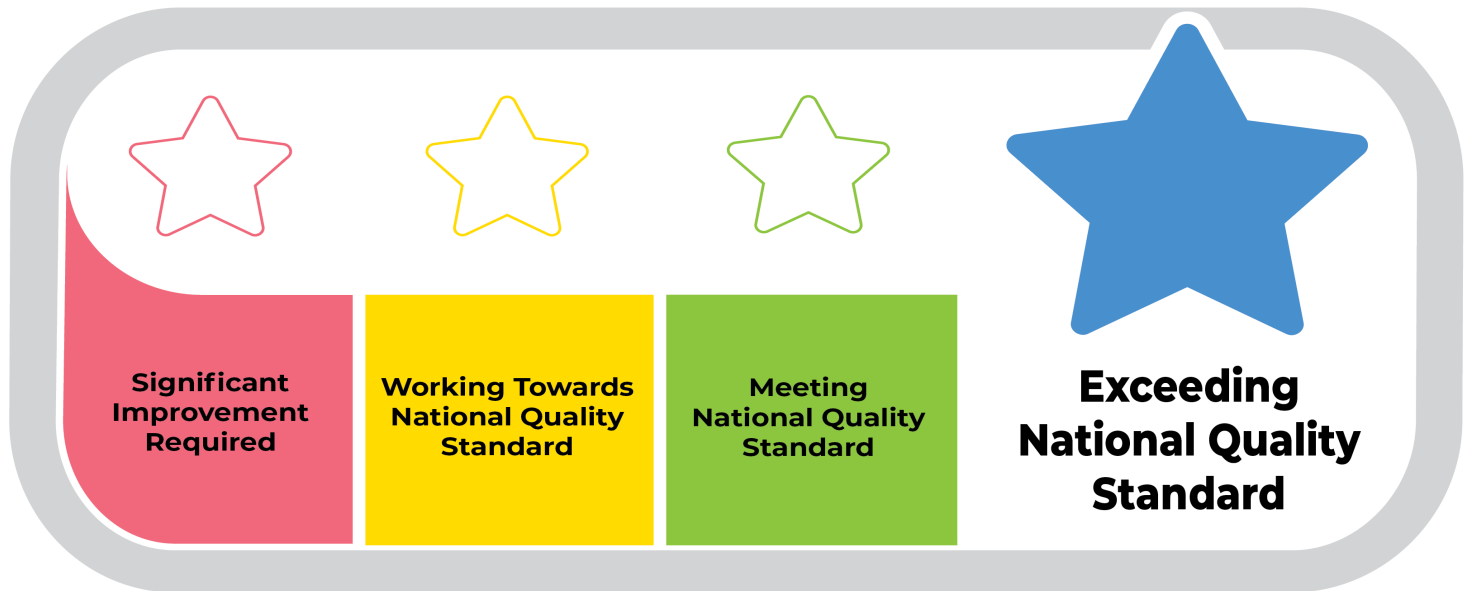 Significant
Improvement
Required
Working Towards
National Quality
Standard
Meeting
National Quality
Standard
Exceeding
National Quality
Standard